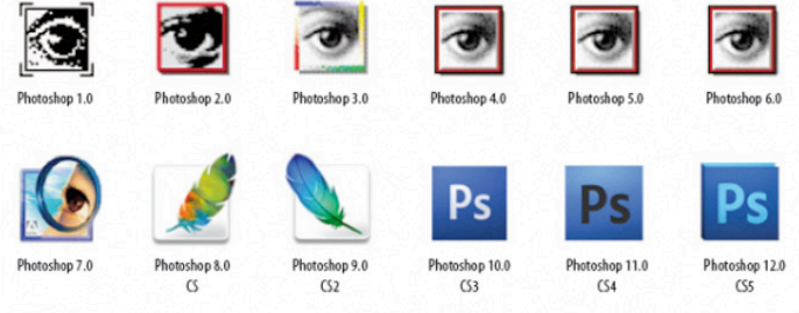 Photoshop 1.0
Photoshop 2.0
Photoshop 3.0
Photoshop 4.0
Photoshop 5.0
Photoshop 6.0
Photoshop 7.0
Photoshop 8.0
CS
Photoshop 9.0
CS2
Ps
Photoshop 10.0
CS3
Ps
Photoshop 11.0
CS4
Ps
Photoshop 12.0
CS5